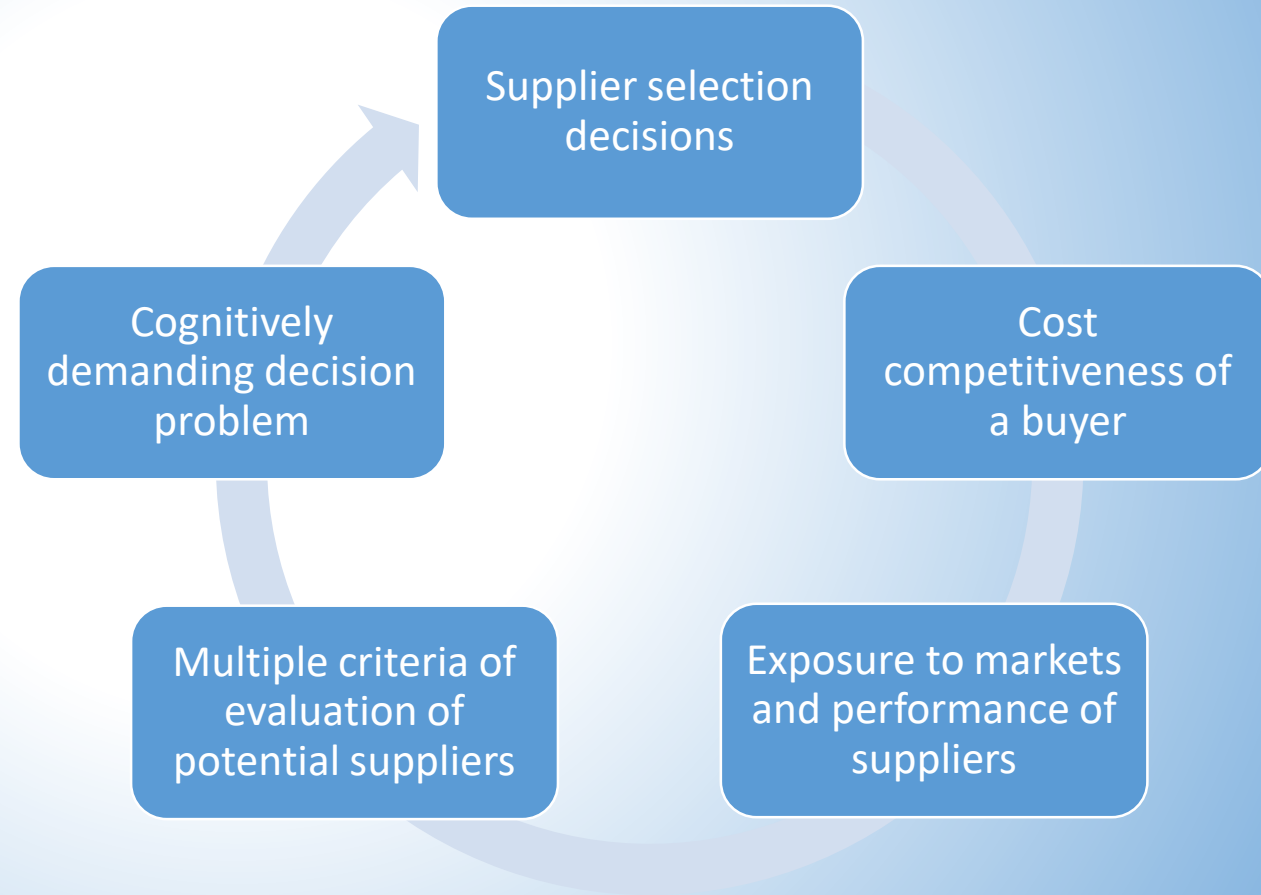 Supplier selection
decisions
Cost
competitiveness of
a buyer
Exposure to markets
and performance of
suppliers
Multiple criteria of
evaluation of
potential suppliers
Cognitively
demanding decision
problem